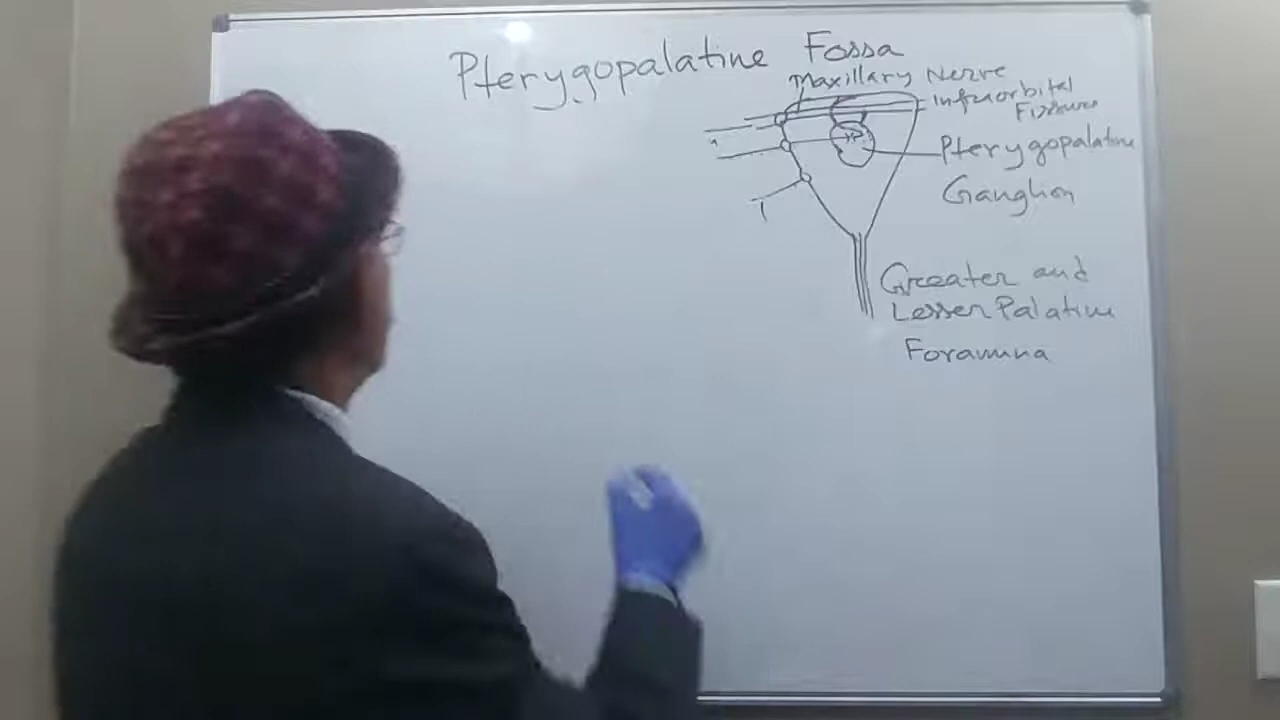 Pterygopalatine Fossa
Maxillary Nerve
Infraorbital
Fissure
Pterygopalatine
Ganglion
Greater and
Lesser Palatine
Foramina